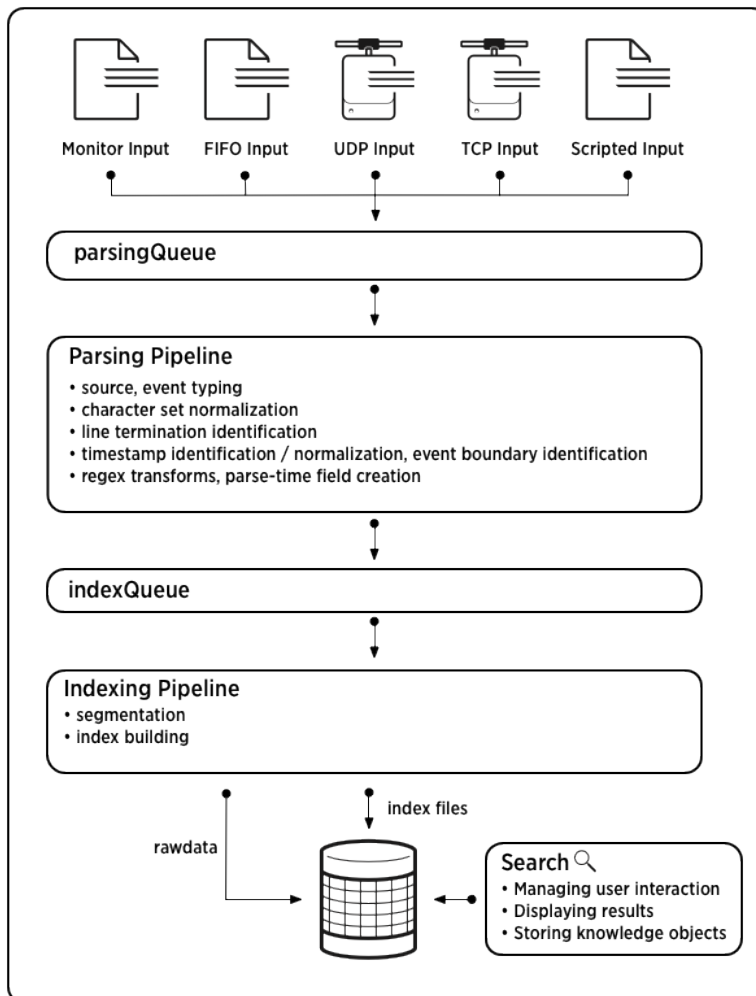 Monitor Input
FIFO Input
UDP Input
TCP Input
Scripted Input
parsingQueue
Parsing Pipeline
• source, event typing
• character set normalization
• line termination identification
• timestamp identification / normalization, event boundary identification
• regex transforms, parse-time field creation
indexQueue
Indexing Pipeline
• segmentation
• index building
rawdata
index files
Search
• Managing user interaction
• Displaying results
• Storing knowledge objects